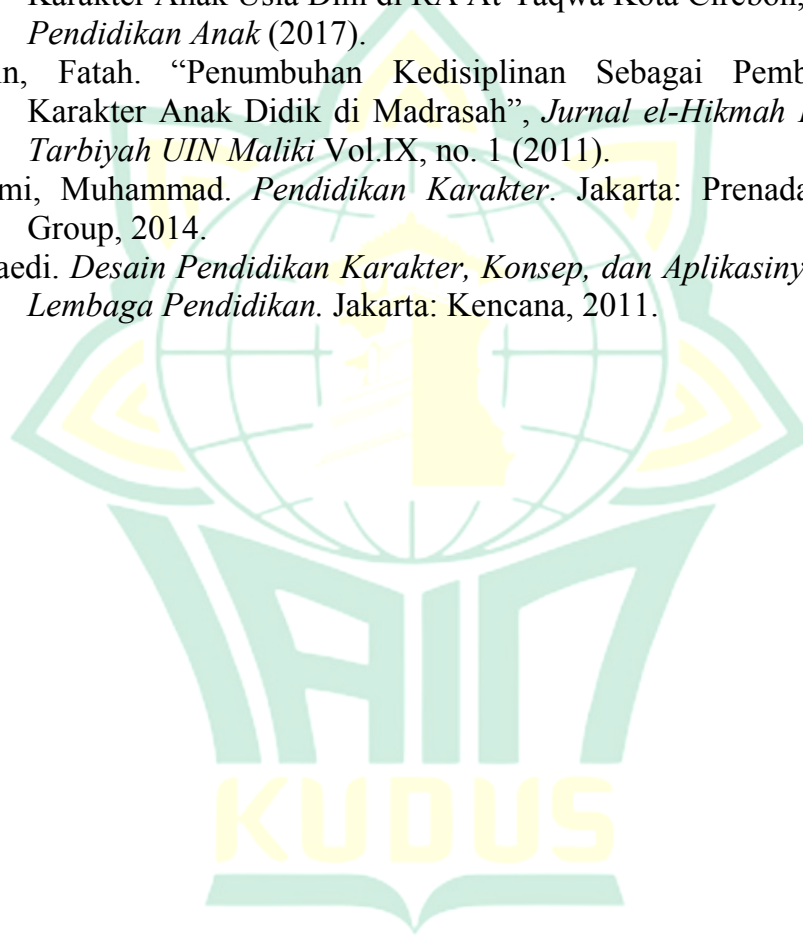 Karakter Anak Usia Dini di RA At-Taqwa Kota Cirebon,
Pendidikan Anak (2017).
in, Fatah. “Penumbuhan Kedisiplinan Sebagai Pemb
Karakter Anak Didik di Madrasah”, Jurnal el-Hikmah
Tarbiyah UIN Maliki Vol.IX, no. 1 (2011).
mi, Muhammad. Pendidikan Karakter. Jakarta: Prenada
Group, 2014.
aedi. Desain Pendidikan Karakter, Konsep, dan Aplikasiny
Lembaga Pendidikan. Jakarta: Kencana, 2011.
IAIN
KUDUS